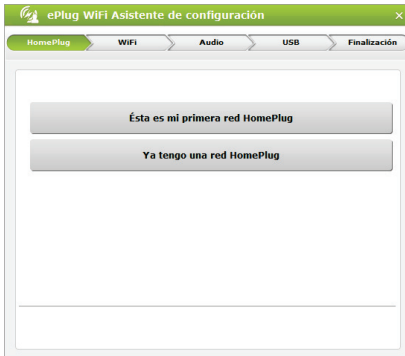 ePlug WiFi Asistente de configuración ×
HomePlug WiFi Audio USB Finalización
Ésta es mi primera red HomePlug
Ya tengo una red HomePlug